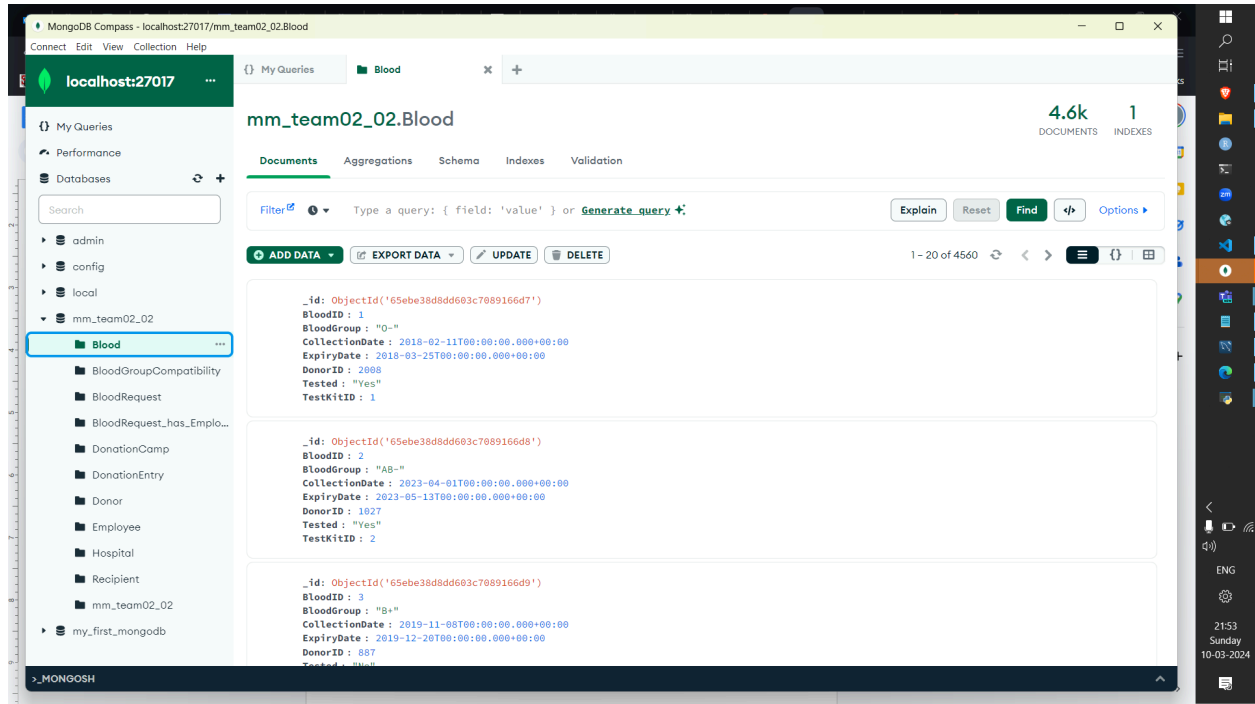 MongoDB Compass - localhost:27017/mm_team02_02.Blood
Connect Edit View Collection Help
localhost:27017 ...
{} My Queries
Performance
Databases
Search
admin
config
local
mm_team02_02
Blood ...
BloodGroupCompatibility
BloodRequest
BloodRequest_has_Emplo...
DonationCamp
DonationEntry
Donor
Employee
Hospital
Recipient
mm_team02_02
my_first_mongodb
{} My Queries Blood
mm_team02_02.Blood
4.6k 1
DOCUMENTS INDEXES
Documents Aggregations Schema Indexes Validation
Filter Type a query: { field: 'value' } or Generate query Explain Reset Find </> Options
ADD DATA EXPORT DATA UPDATE DELETE 1 – 20 of 4560 {}
_id: ObjectId('65ebe38d8dd603c7089166d7')
BloodID : 1
BloodGroup : "O-"
CollectionDate : 2018-02-11T00:00:00.000+00:00
ExpiryDate : 2018-03-25T00:00:00.000+00:00
DonorID : 2008
Tested : "Yes"
TestKitID : 1
_id: ObjectId('65ebe38d8dd603c7089166d8')
BloodID : 2
BloodGroup : "AB-"
CollectionDate : 2023-04-01T00:00:00.000+00:00
ExpiryDate : 2023-05-13T00:00:00.000+00:00
DonorID : 1027
Tested : "Yes"
TestKitID : 2
_id: ObjectId('65ebe38d8dd603c7089166d9')
BloodID : 3
BloodGroup : "B+"
CollectionDate : 2019-11-08T00:00:00.000+00:00
ExpiryDate : 2019-12-20T00:00:00.000+00:00
DonorID : 887
Tested : "No"
>_MONGOSH
zm
ENG
21:53
Sunday
10-03-2024